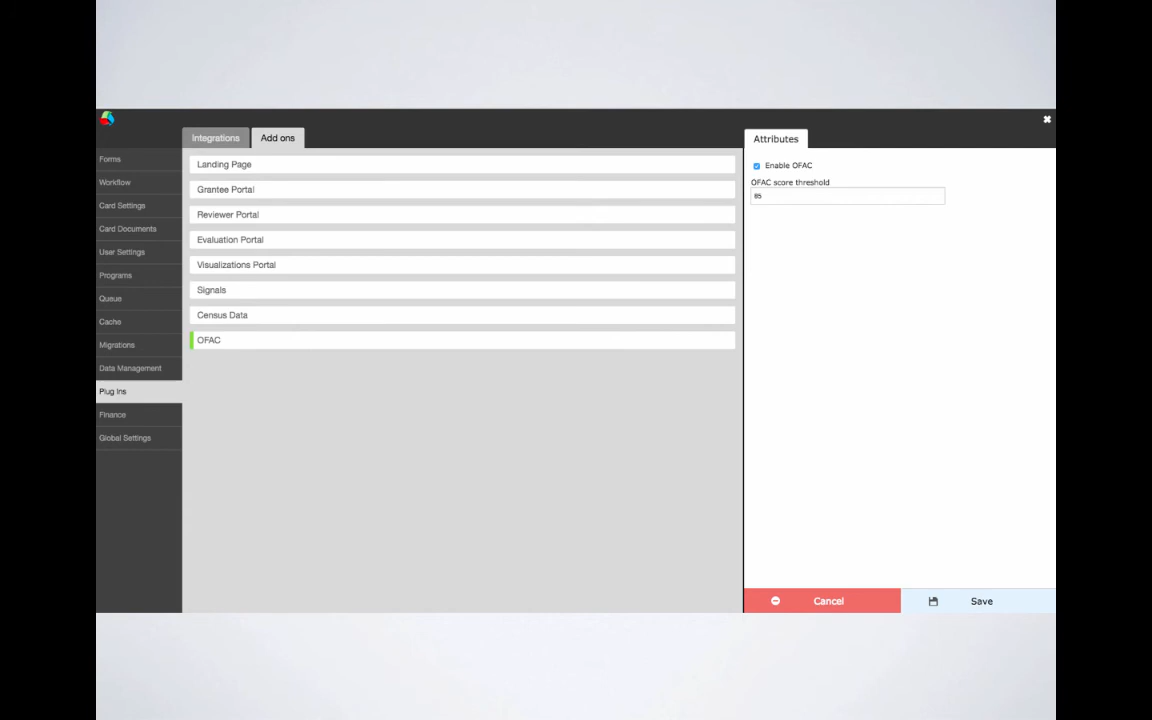 Integrations
Add ons
Attributes
Forms
Workflow
Card Settings
Card Documents
User Settings
Programs
Queue
Cache
Migrations
Data Management
Plug Ins
Finance
Global Settings
Landing Page
Grantee Portal
Reviewer Portal
Evaluation Portal
Visualizations Portal
Signals
Census Data
OFAC
Enable OFAC
OFAC score threshold
85
Cancel
Save